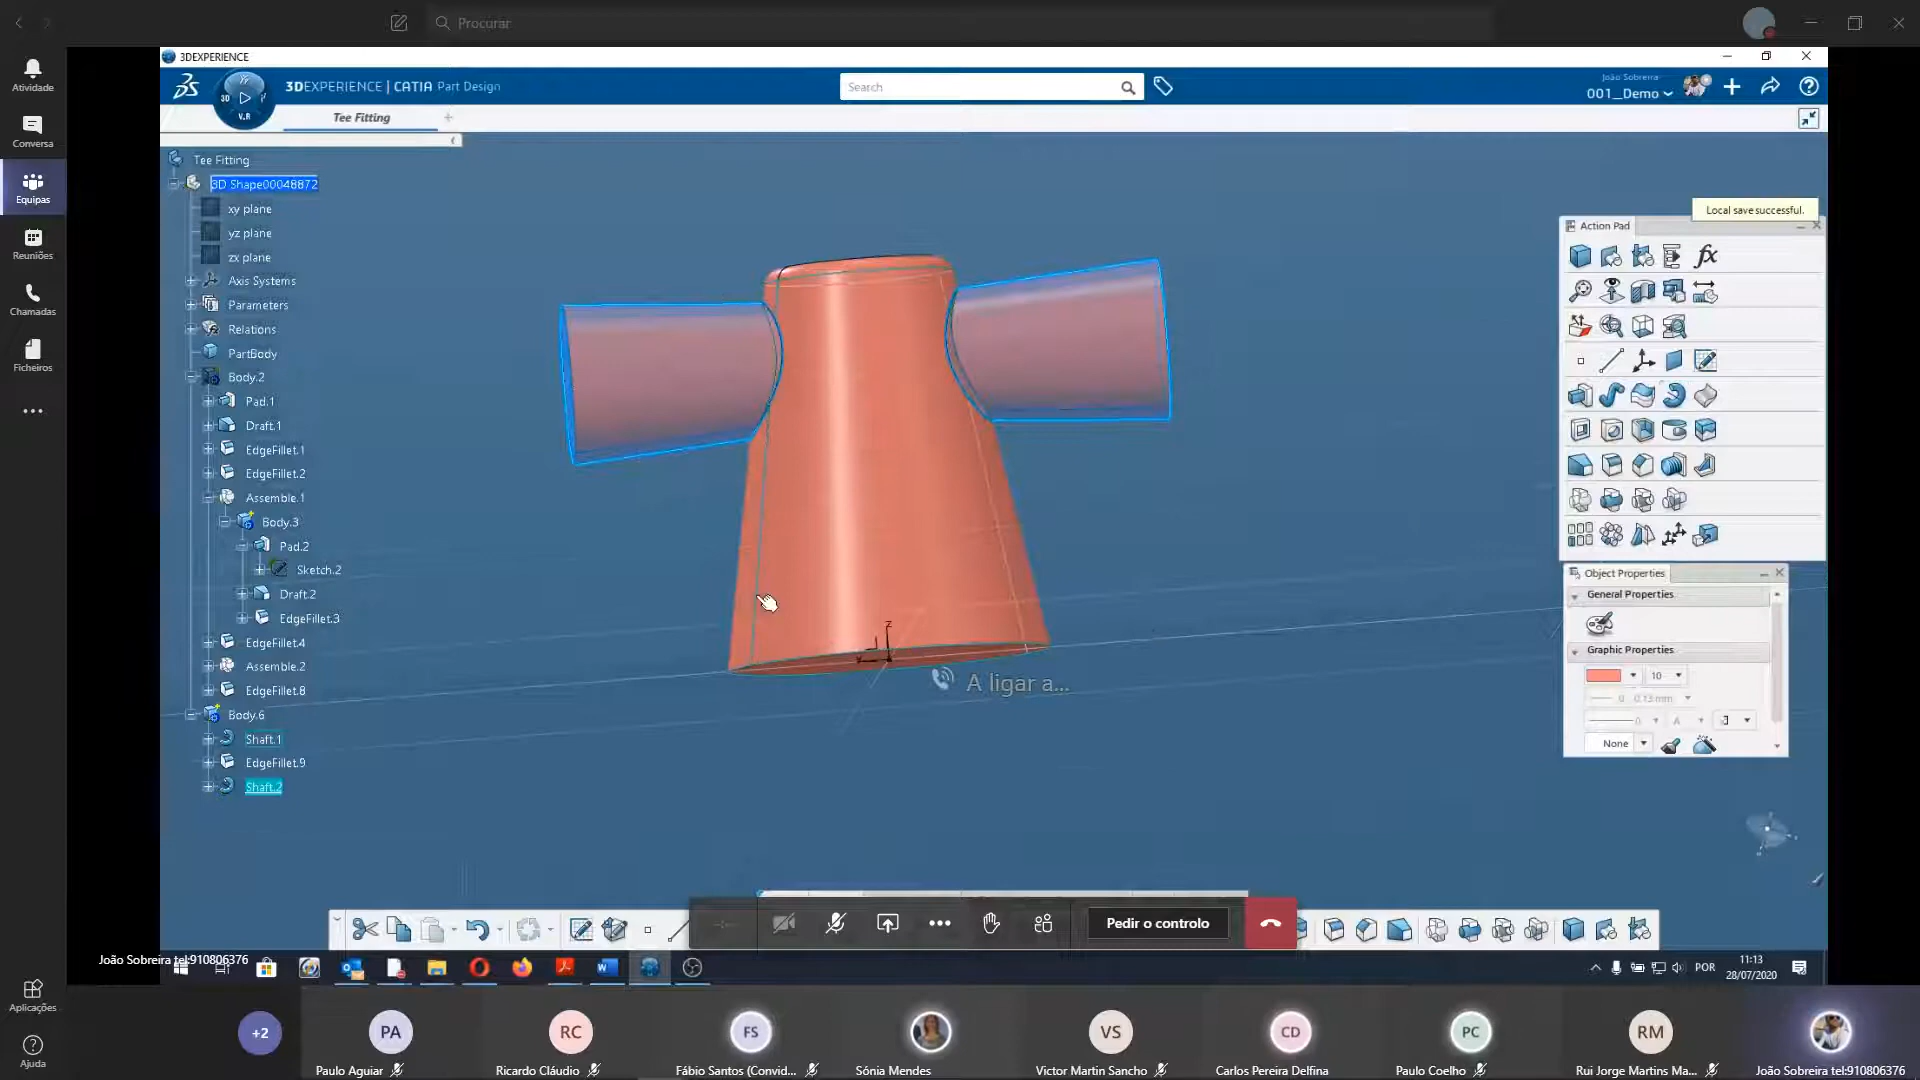 Procurar
Atividade
Conversa
Equipas
Reuniões
Chamadas
Ficheiros
Aplicações
Ajuda
3DEXPERIENCE
3DEXPERIENCE | CATIA Part Design
3D
V.R
Search
João Sobreira
001__Demo
Tee Fitting
Tee Fitting
3D Shape00048872
xy plane
yz plane
zx plane
Axis Systems
Parameters
Relations
PartBody
Body.2
Pad.1
Draft.1
EdgeFillet.1
EdgeFillet.2
Assemble.1
Body.3
Pad.2
Sketch.2
Draft.2
EdgeFillet.3
EdgeFillet.4
Assemble.2
EdgeFillet.8
Body.6
Shaft.1
EdgeFillet.9
Shaft.2
Local save successful.
Action Pad
fx
Object Properties
General Properties
Graphic Properties
10
0.13 mm
None
z
A ligar a...
Pedir o controlo
João Sobreira tel:910806376
POR
11:13
28/07/2020
+2
PA
Paulo Aguiar
RC
Ricardo Cláudio
FS
Fábio Santos (Convid...
Sónia Mendes
VS
Victor Martin Sancho
CD
Carlos Pereira Delfina
PC
Paulo Coelho
RM
Rui Jorge Martins Ma...
João Sobreira tel:910806376